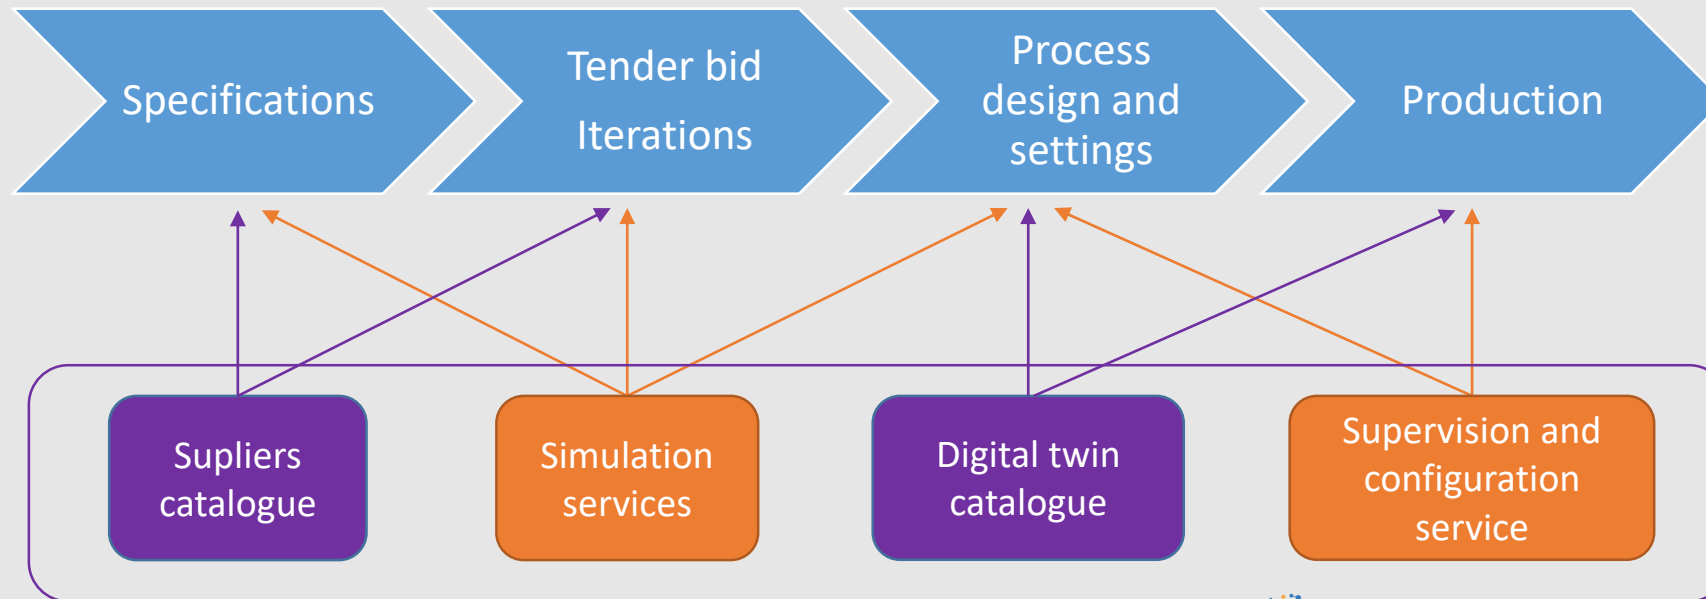 Specifications
Tender bid
Iterations
Process
design and
settings
Production
Supliers
catalogue
Simulation
services
Digital twin
catalogue
Supervision and
configuration
service